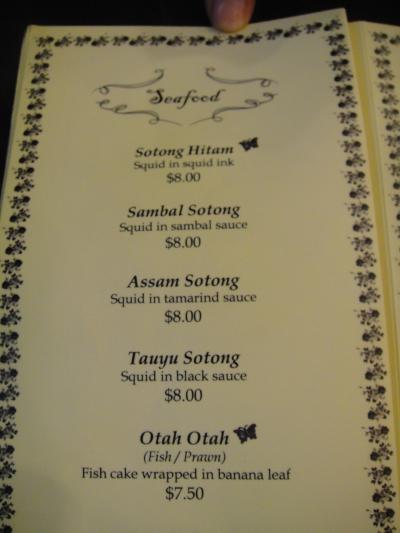 Seafood
Sotong Hitam
Squid in squid ink
$8.00
Sambal Sotong
Squid in sambal sauce
$8.00
Assam Sotong
Squid in tamarind sauce
$8.00
Tauyu Sotong
Squid in black sauce
$8.00
Otah Otah
(Fish / Prawn)
Fish cake wrapped in banana leaf
$7.50